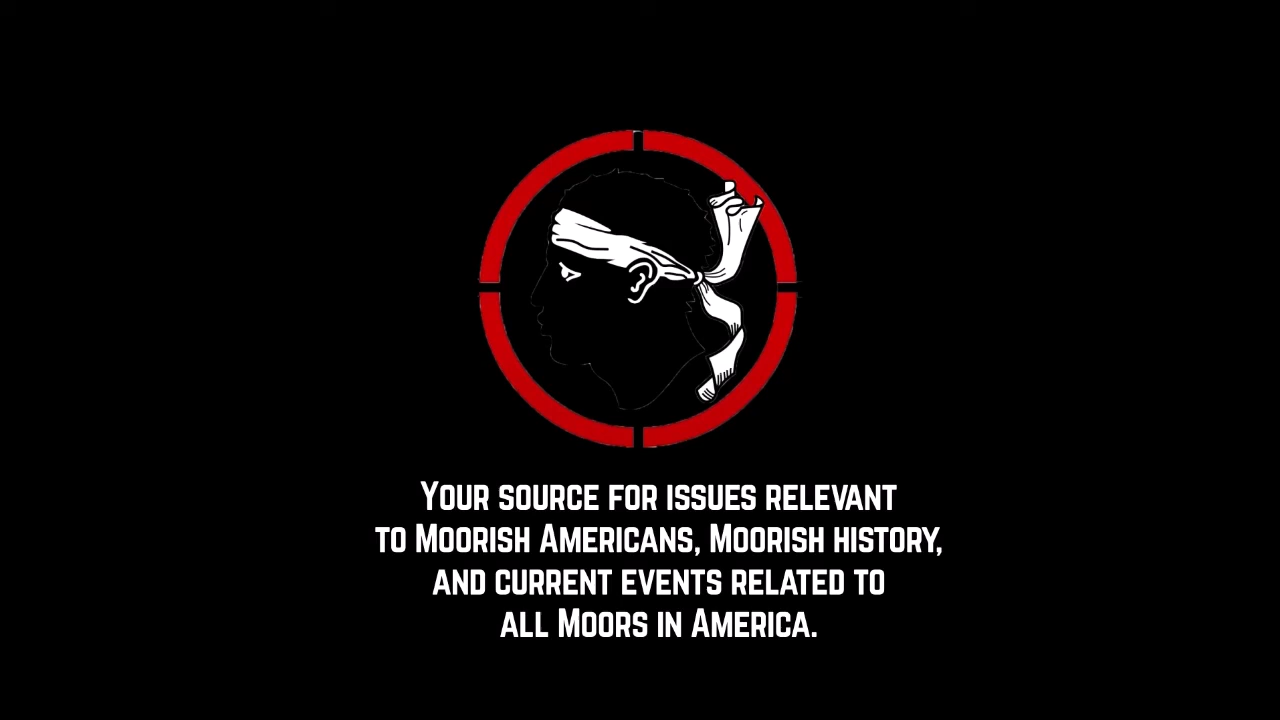 Your source for issues relevant
to Moorish Americans, Moorish history,
and current events related to
all Moors in America.